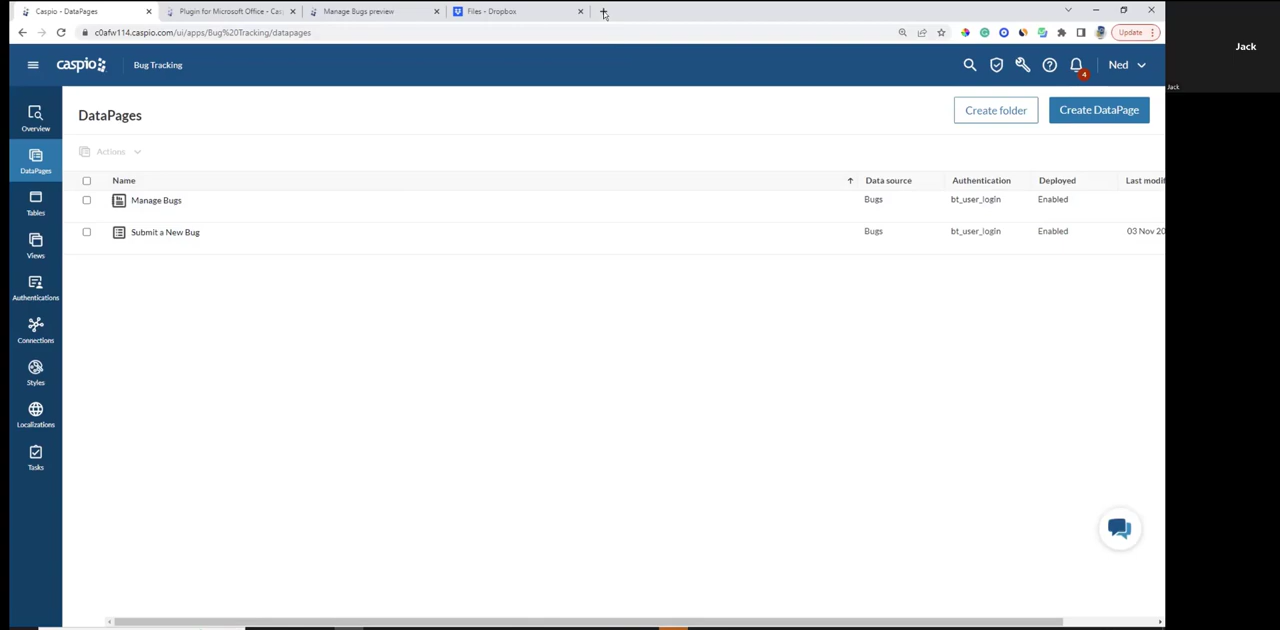 Caspio - DataPages
Plugin for Microsoft Office - Cas
Manage Bugs preview
Files - Dropbox
c0afw114.caspio.com/ui/apps/Bug%20Tracking/datapages
Update
Jack
Jack
caspio
Bug Tracking
4
Ned
Overview
DataPages
Tables
Views
Authentications
Connections
Styles
Localizations
Tasks
DataPages
Create folder
Create DataPage
Actions
Name
Data source
Authentication
Deployed
Last modif
Manage Bugs
Bugs
bt_user_login
Enabled
Submit a New Bug
Bugs
bt_user_login
Enabled
03 Nov 20